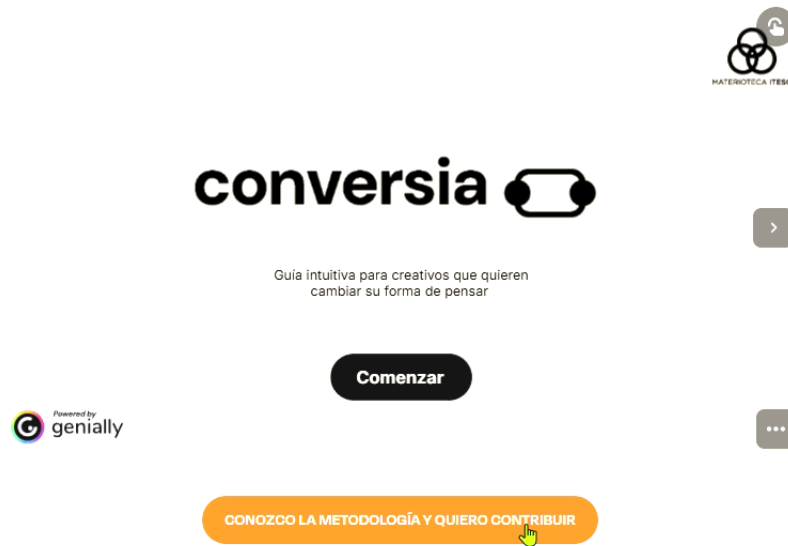 MATERIOTECA ITESO
conversia
Guía intuitiva para creativos que quieren
cambiar su forma de pensar
Comenzar
Powered by
genially
CONOZCO LA METODOLOGÍA Y QUIERO CONTRIBUIR